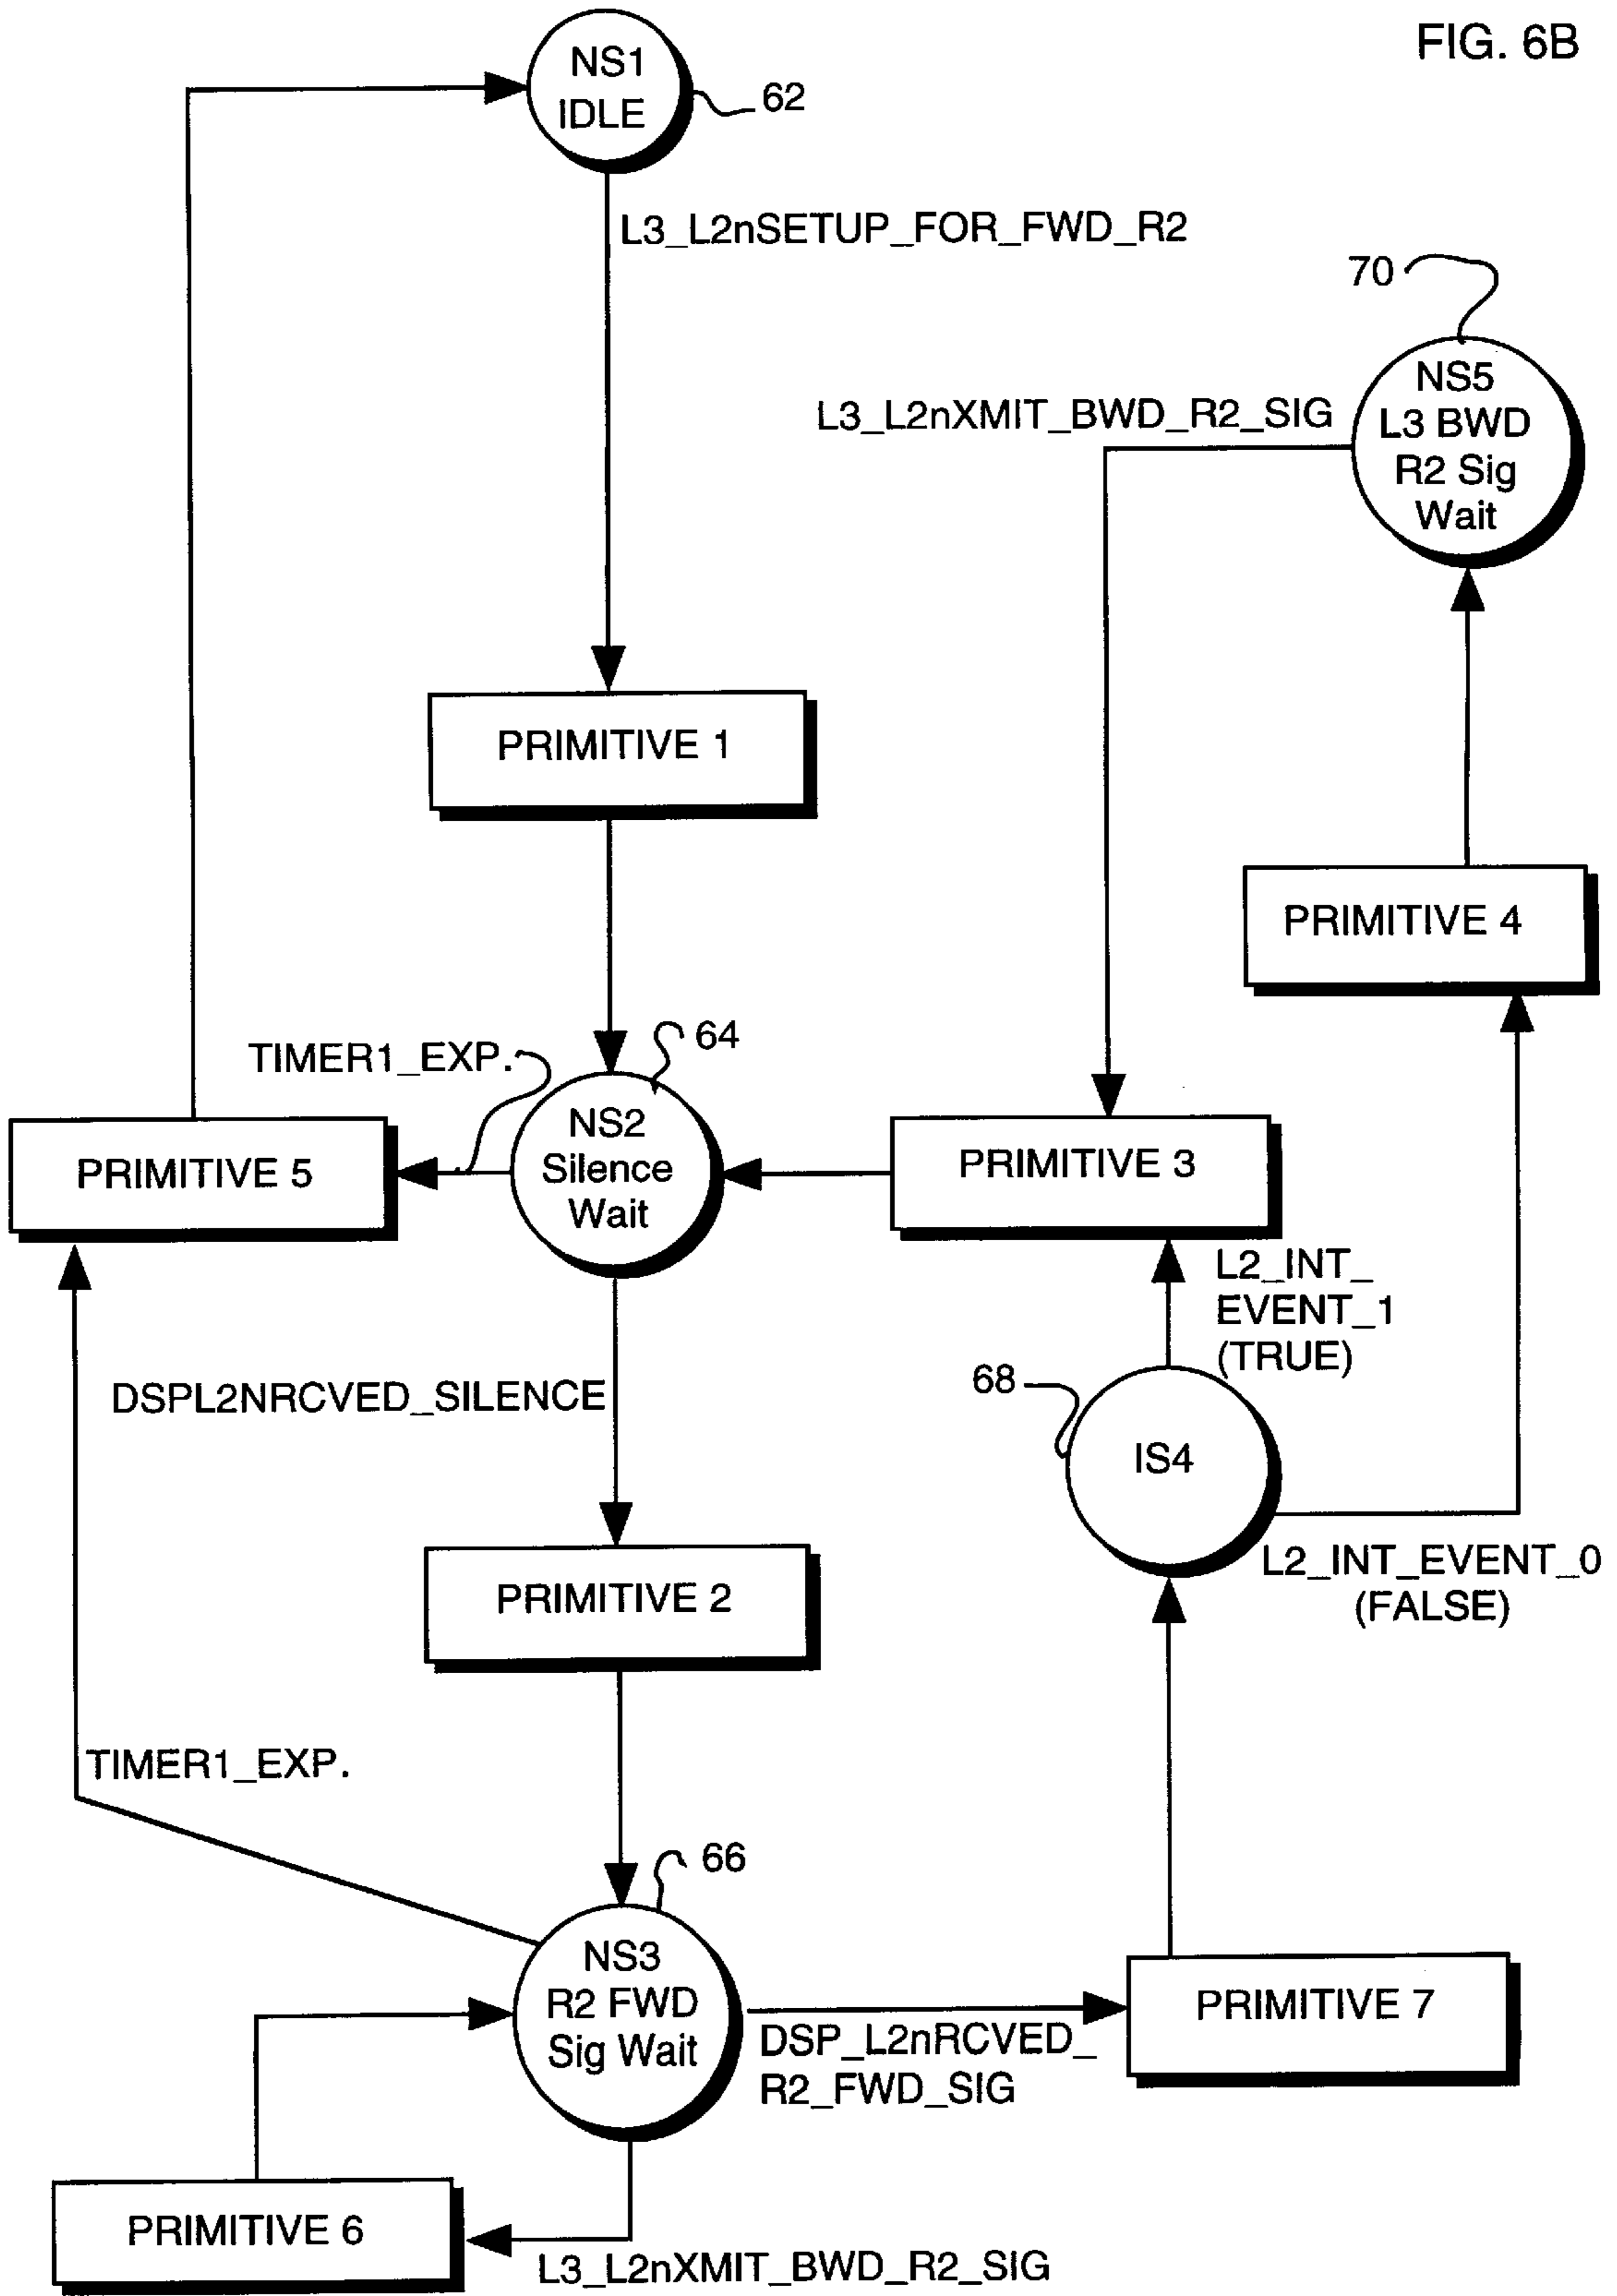 FIG. 6B
NS1
IDLE
62
L3_L2nSETUP_FOR_FWD_R2
70
NS5
L3 BWD
R2 Sig
Wait
L3_L2nXMIT_BWD_R2_SIG
PRIMITIVE 1
PRIMITIVE 4
64
TIMER1_EXP.
NS2
Silence
Wait
PRIMITIVE 5
PRIMITIVE 3
L2_INT_
EVENT_1
(TRUE)
68
DSPL2NRCVED_SILENCE
IS4
L2_INT_EVENT_0
(FALSE)
PRIMITIVE 2
TIMER1_EXP.
66
NS3
R2 FWD
Sig Wait
PRIMITIVE 7
DSP_L2nRCVED_
R2_FWD_SIG
PRIMITIVE 6
L3_L2nXMIT_BWD_R2_SIG